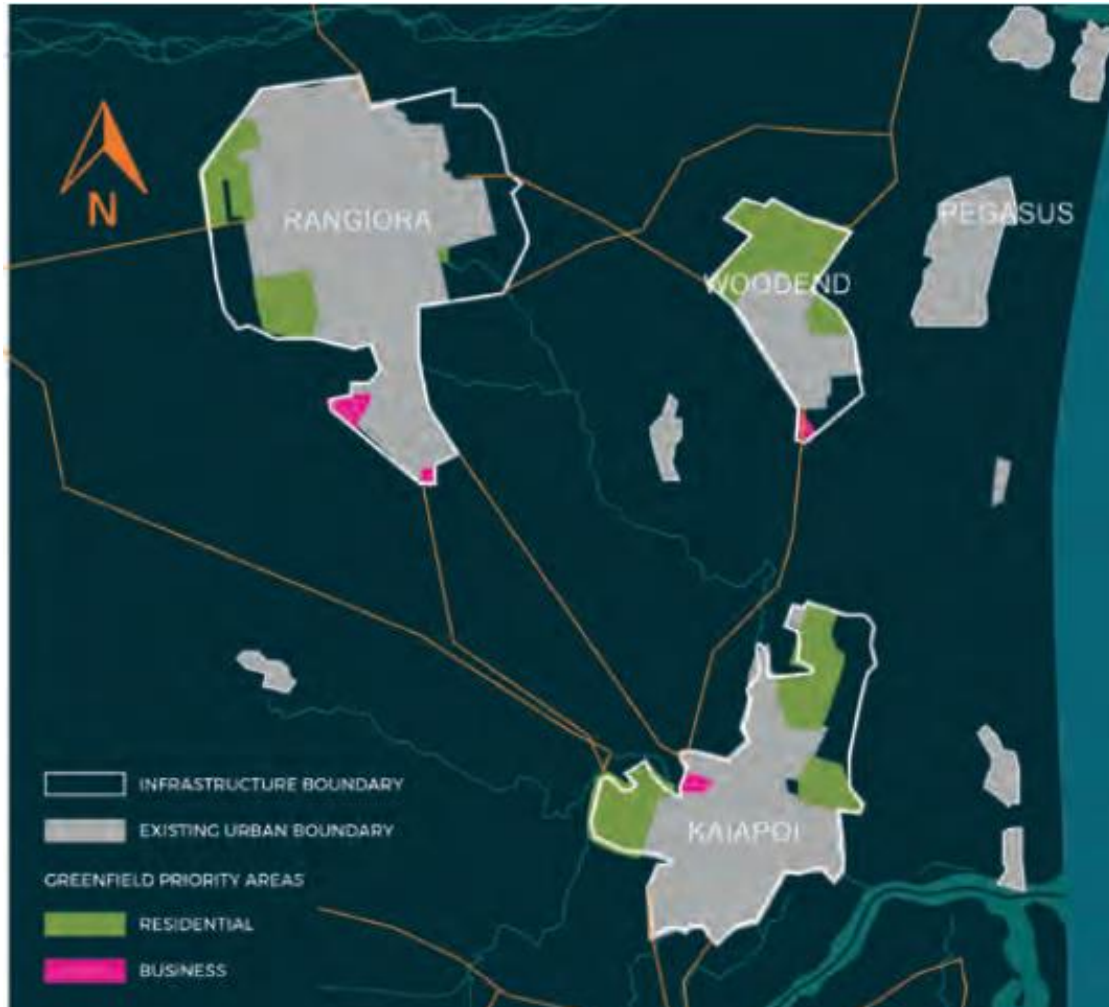 N
RANGIORA
PEGASUS
WOODEND
KAIAPOI
INFRASTRUCTURE BOUNDARY
EXISTING URBAN BOUNDARY
GREENFIELD PRIORITY AREAS
RESIDENTIAL
BUSINESS